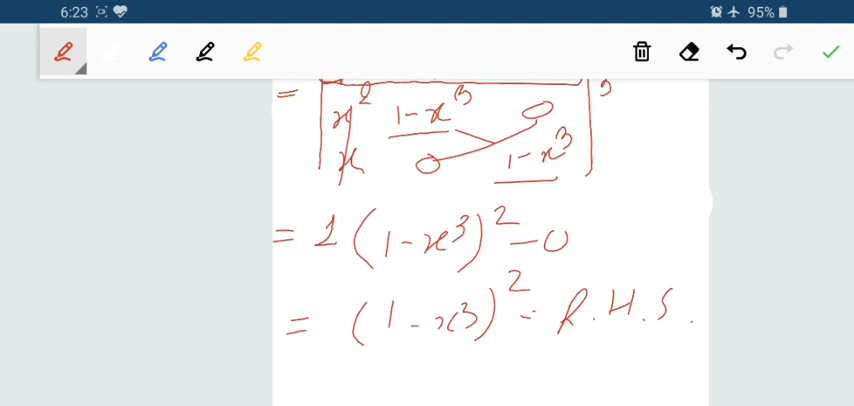 6:23 95%
= | x² 1-x³ 0 |
x 0 1-x³
= 1(1-x³)² - 0
= (1-x³)² = R.H.S.